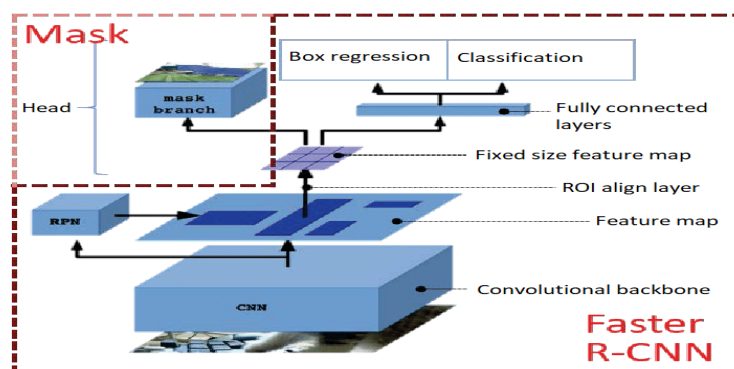 Mask
Box regression
Classification
Head
mask
branch
Fully connected
layers
Fixed size feature map
ROI align layer
RPN
Feature map
CNN
Convolutional backbone
Faster
R-CNN